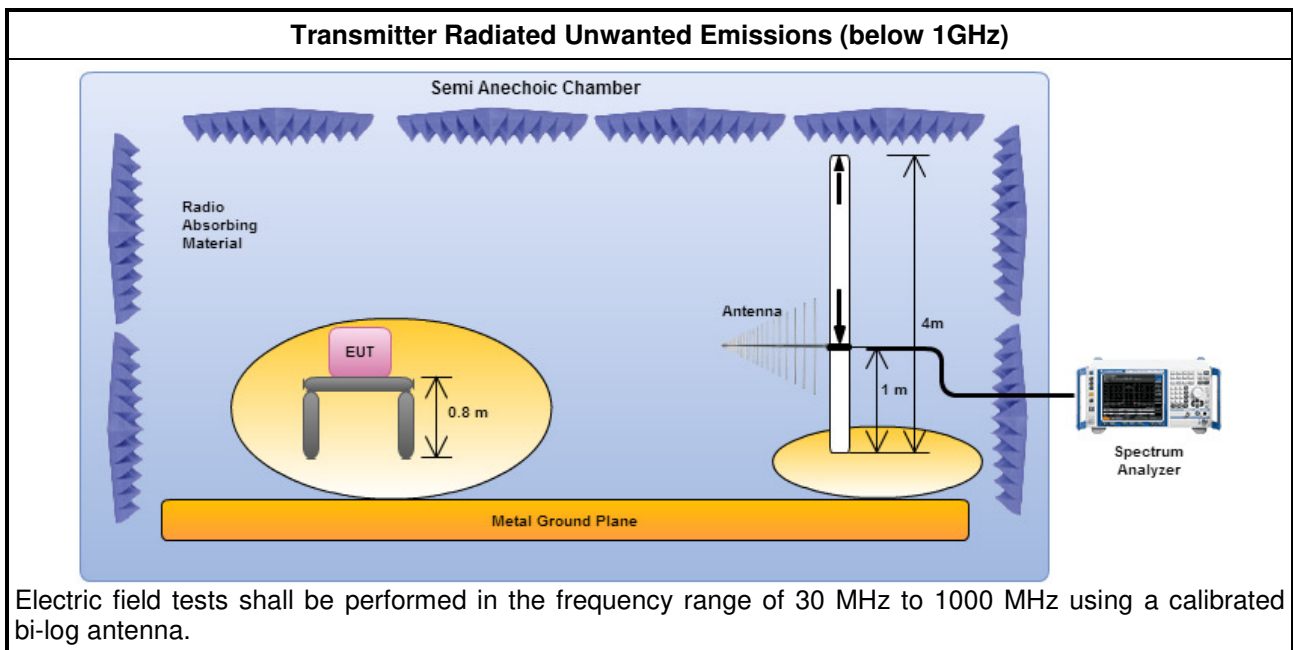 Transmitter Radiated Unwanted Emissions (below 1GHz)
Semi Anechoic Chamber
Radio
Absorbing
Material
Antenna
4m
EUT
1 m
0.8 m
Spectrum
Analyzer
Metal Ground Plane
Electric field tests shall be performed in the frequency range of 30 MHz to 1000 MHz using a calibrated
bi-log antenna.